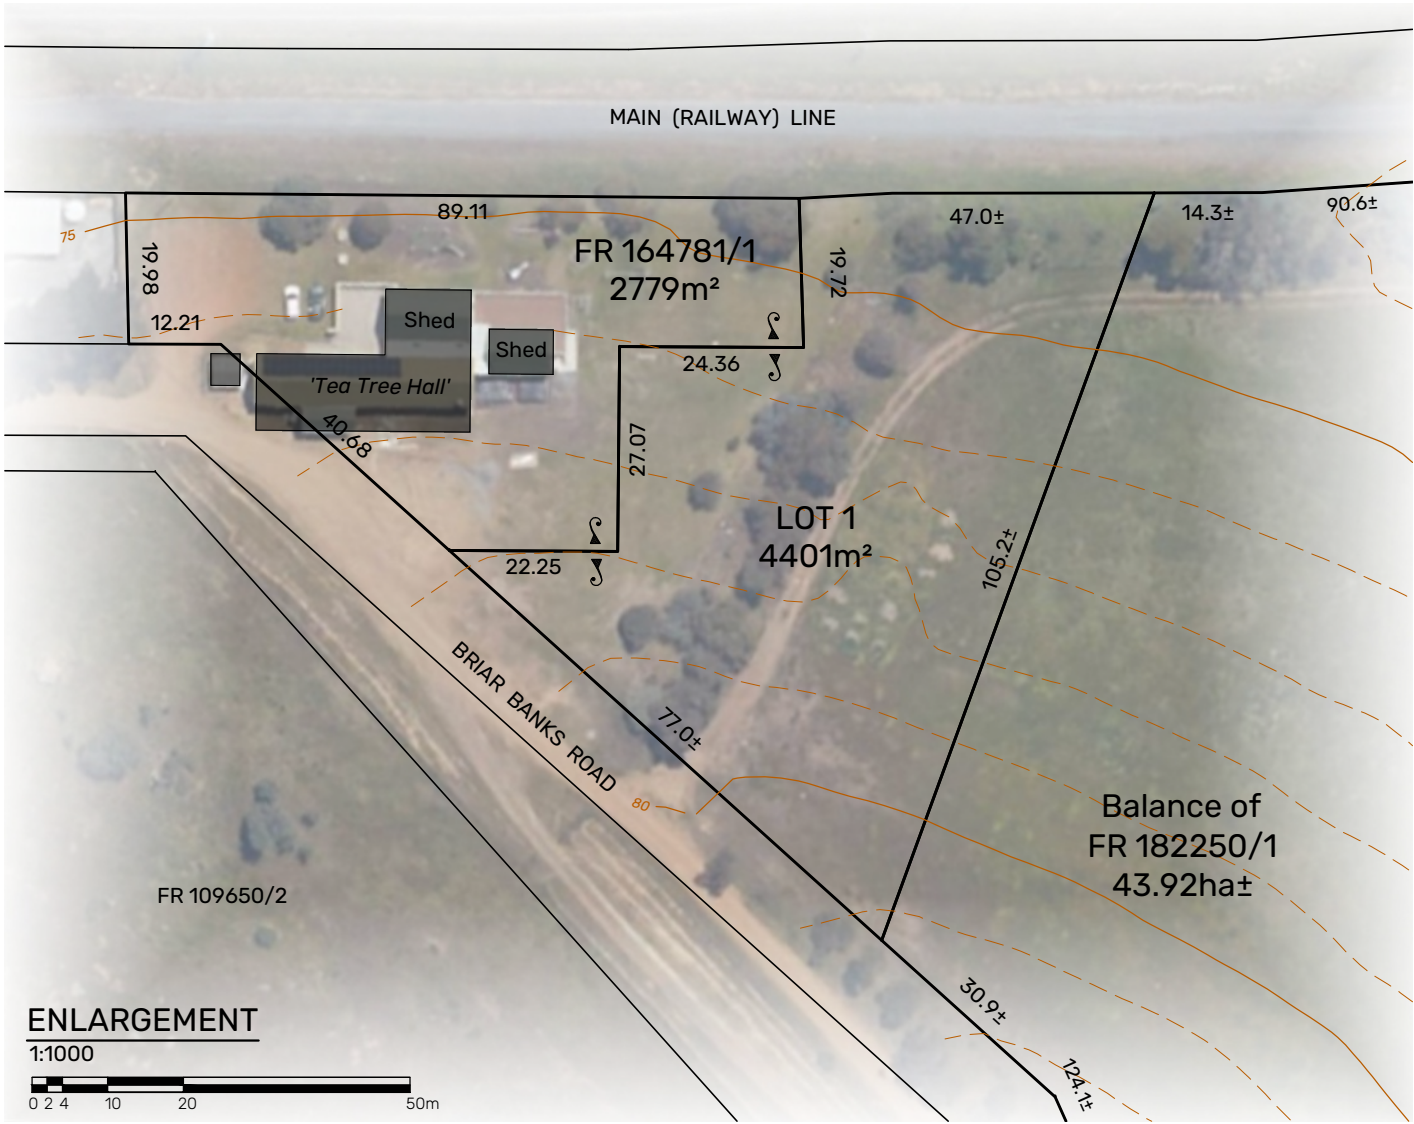 MAIN (RAILWAY) LINE
89.11
47.0±
14.3±
90.6±
75
19.98
FR 164781/1
2779m²
19.72
12.21
Shed
Shed
24.36
'Tea Tree Hall'
40.68
27.07
LOT 1
4401m²
22.25
105.2±
BRIAR BANKS ROAD
77.0±
80
Balance of
FR 182250/1
43.92ha±
FR 109650/2
30.9±
124.1±
ENLARGEMENT
1:1000
0 2 4 10 20 50m